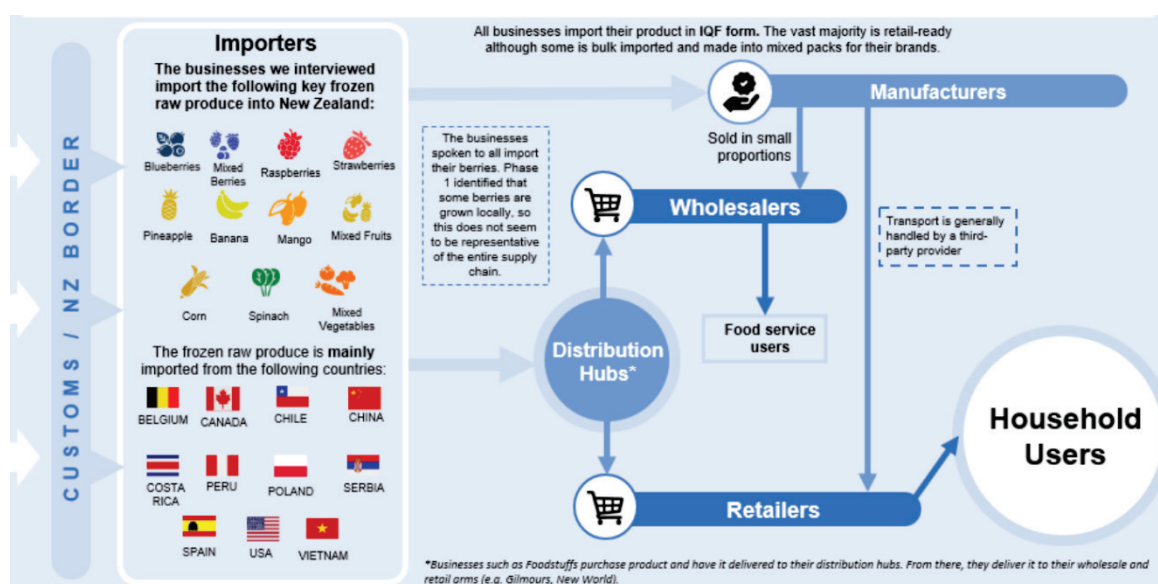 CUSTOMS / NZ BORDER
Importers
The businesses we interviewed
import the following key frozen
raw produce into New Zealand:
Blueberries
Mixed
Berries
Raspberries
Strawberries
Pineapple
Banana
Mango
Mixed Fruits
Corn
Spinach
Mixed
Vegetables
The frozen raw produce is mainly
imported from the following countries:
BELGIUM
CANADA
CHILE
CHINA
COSTA
RICA
PERU
POLAND
SERBIA
SPAIN
USA
VIETNAM
All businesses import their product in IQF form. The vast majority is retail-ready
although some is bulk imported and made into mixed packs for their brands.
Manufacturers
The businesses
spoken to all import
their berries. Phase
1 identified that
some berries are
grown locally, so
this does not seem
to be representative
of the entire supply
chain.
Sold in small
proportions
Wholesalers
Transport is generally
handled by a third-
party provider
Food service
users
Distribution
Hubs*
Household
Users
Retailers
*Businesses such as Foodstuffs purchase product and have it delivered to their distribution hubs. From there, they deliver it to their wholesale and
retail arms (e.g. Gilmours, New World).